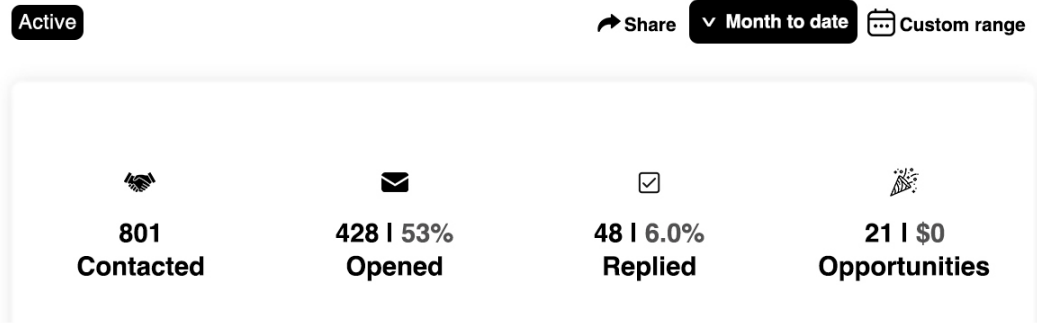 Active
Share
Month to date
Custom range
801
Contacted
428 | 53%
Opened
48 | 6.0%
Replied
21 | $0
Opportunities